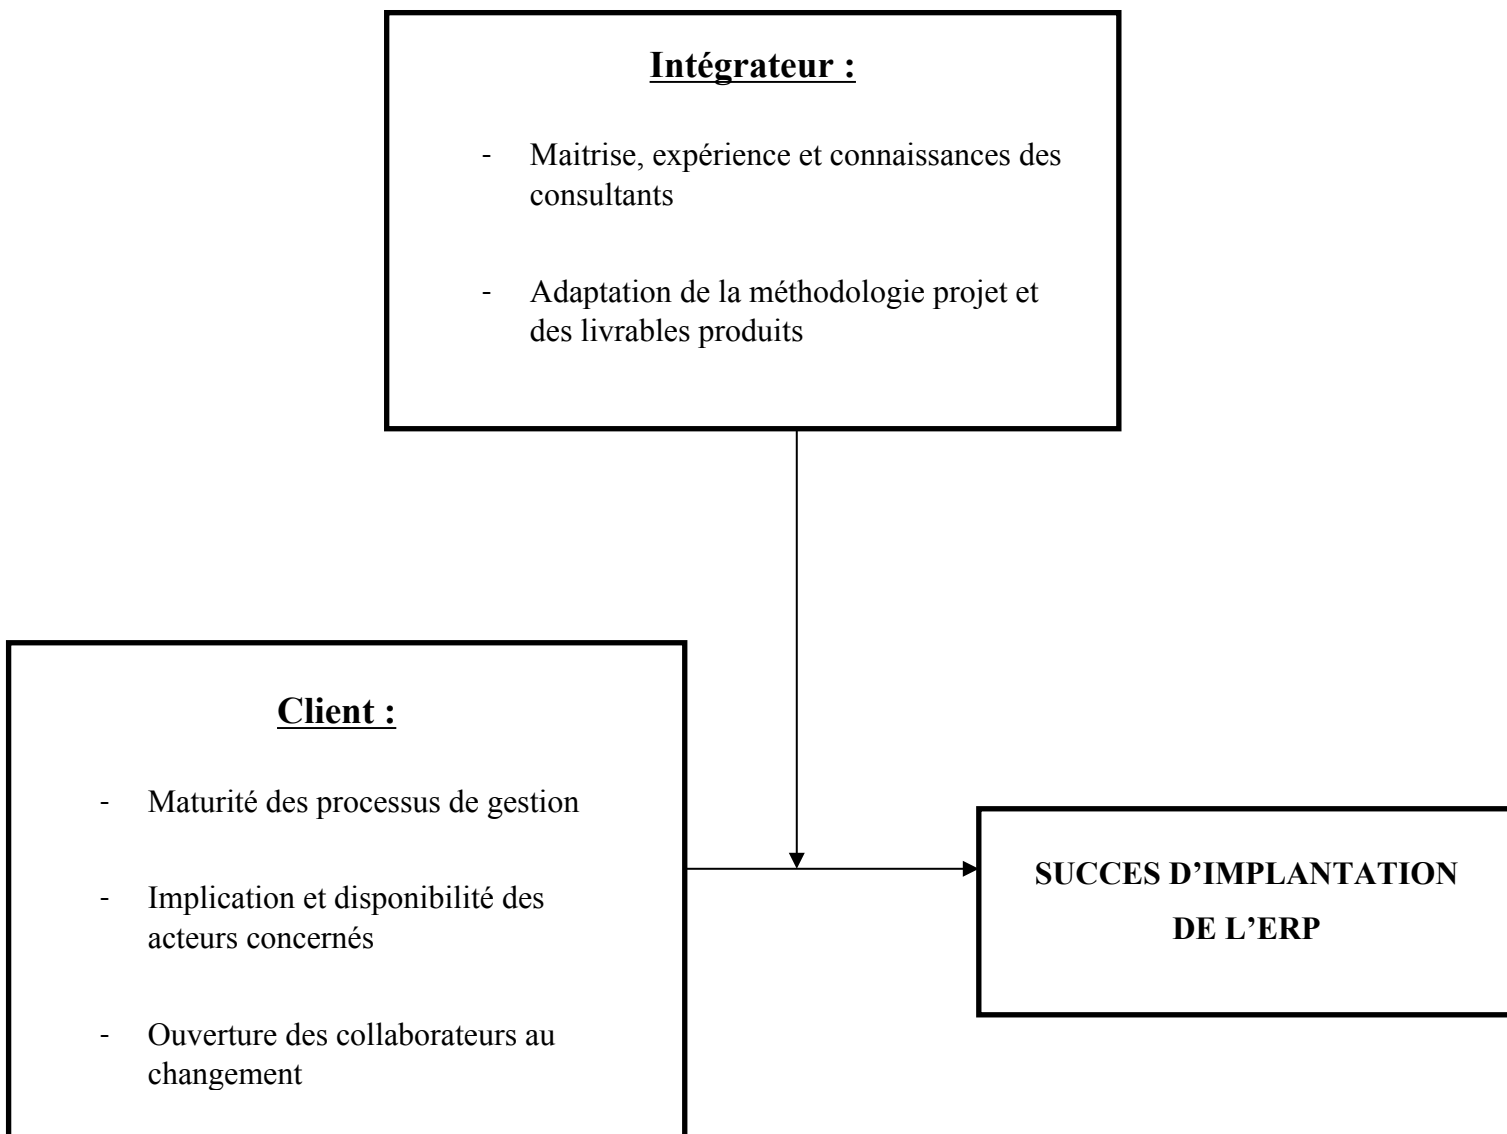 Intégrateur :
- Maitrise, expérience et connaissances des
consultants
- Adaptation de la méthodologie projet et
des livrables produits
Client :
- Maturité des processus de gestion
- Implication et disponibilité des
acteurs concernés
- Ouverture des collaborateurs au
changement
SUCCES D’IMPLANTATION
DE L’ERP